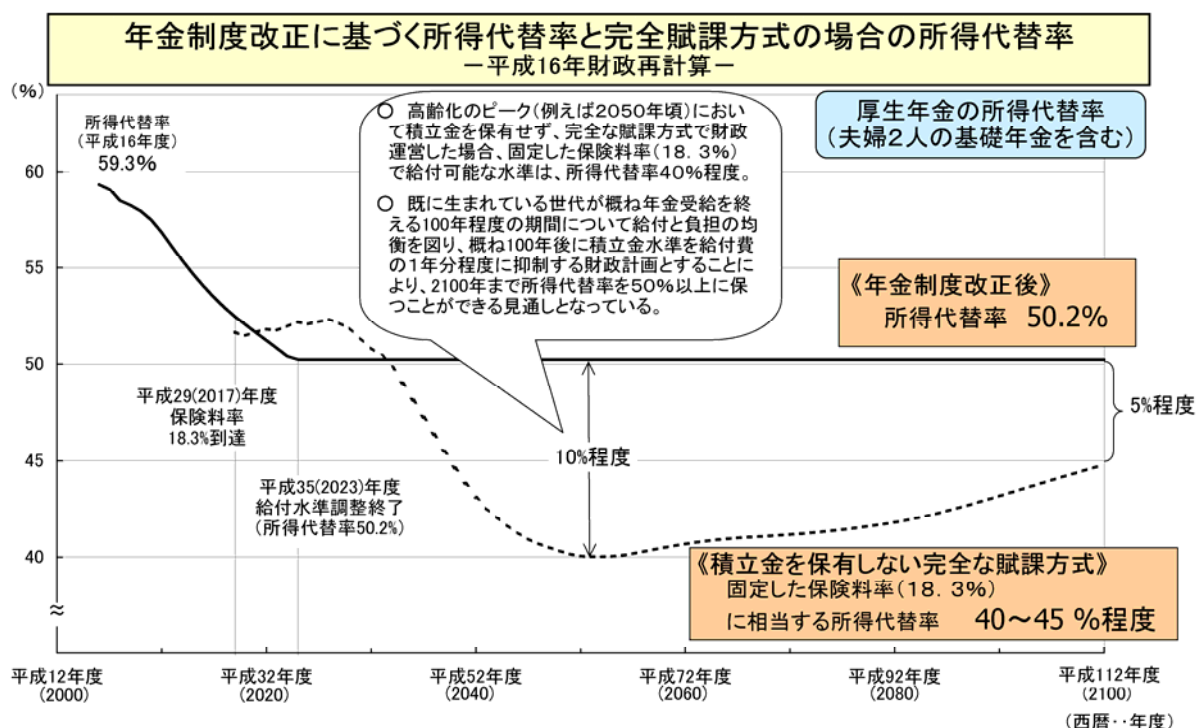 年金制度改正に基づく所得代替率と完全賦課方式の場合の所得代替率
－平成16年財政再計算－
(%)
所得代替率
(平成16年度)
59.3%
○ 高齢化のピーク(例えば2050年頃)におい
て積立金を保有せず、完全な賦課方式で財政
運営した場合、固定した保険料率(18.3%)
で給付可能な水準は、所得代替率40%程度。
○ 既に生まれている世代が概ね年金受給を終
える100年程度の期間について給付と負担の均
衡を図り、概ね100年後に積立金水準を給付費
の1年分程度に抑制する財政計画とすることに
より、2100年まで所得代替率を50%以上に保
つことができる見通しとなっている。
厚生年金の所得代替率
(夫婦2人の基礎年金を含む)
60
55
50
45
40
《年金制度改正後》
所得代替率 50.2%
平成29(2017)年度
保険料率
18.3%到達
平成35(2023)年度
給付水準調整終了
(所得代替率50.2%)
10%程度
5%程度
《積立金を保有しない完全な賦課方式》
固定した保険料率(18.3%)
に相当する所得代替率 40～45 %程度
≈
平成12年度
(2000)
平成32年度
(2020)
平成52年度
(2040)
平成72年度
(2060)
平成92年度
(2080)
平成112年度
(2100)
(西暦‥年度)